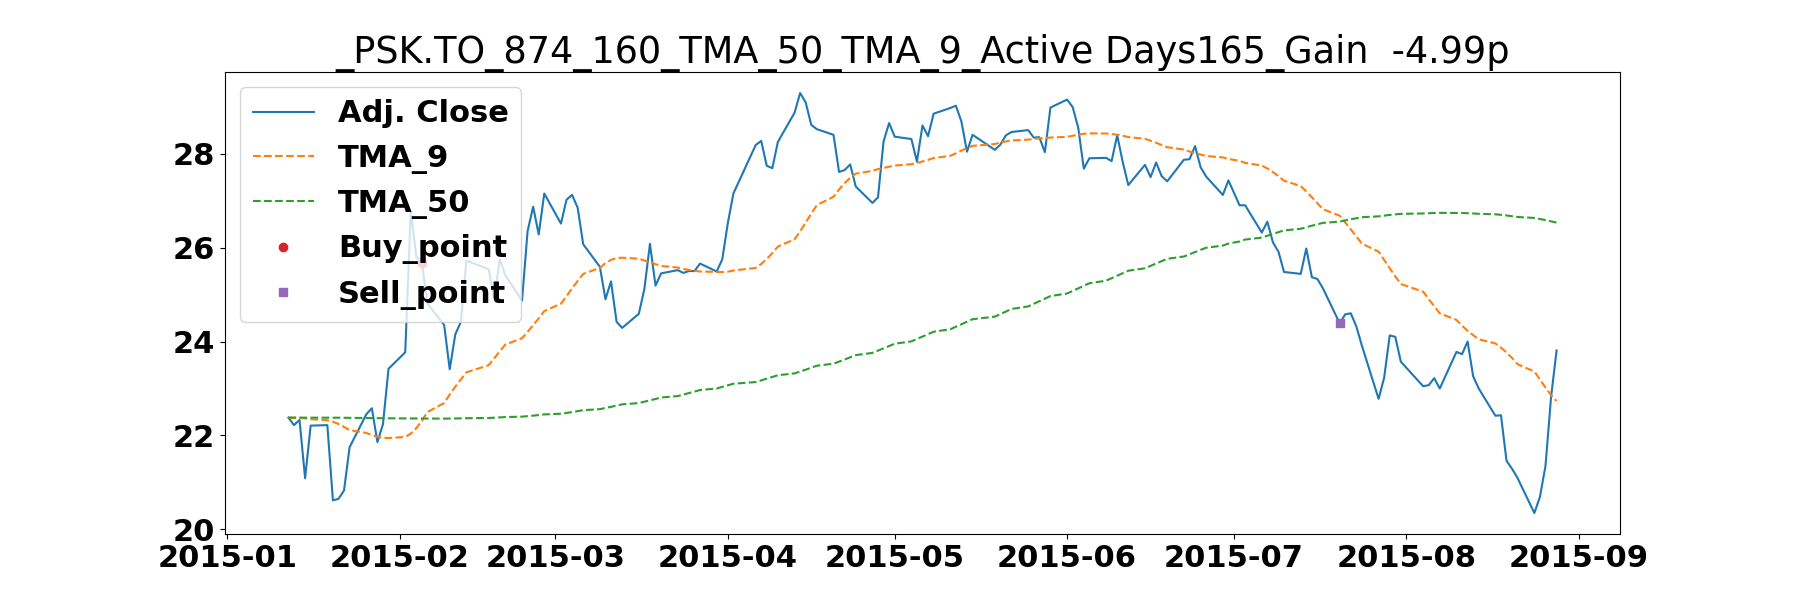 _PSK.TO_874_160_TMA_50_TMA_9_Active Days165_Gain  -4.99p
Adj. Close
TMA_9
TMA_50
Buy_point
Sell_point
28
26
24
22
20
2015-01 2015-02 2015-03 2015-04 2015-05 2015-06 2015-07 2015-08 2015-09